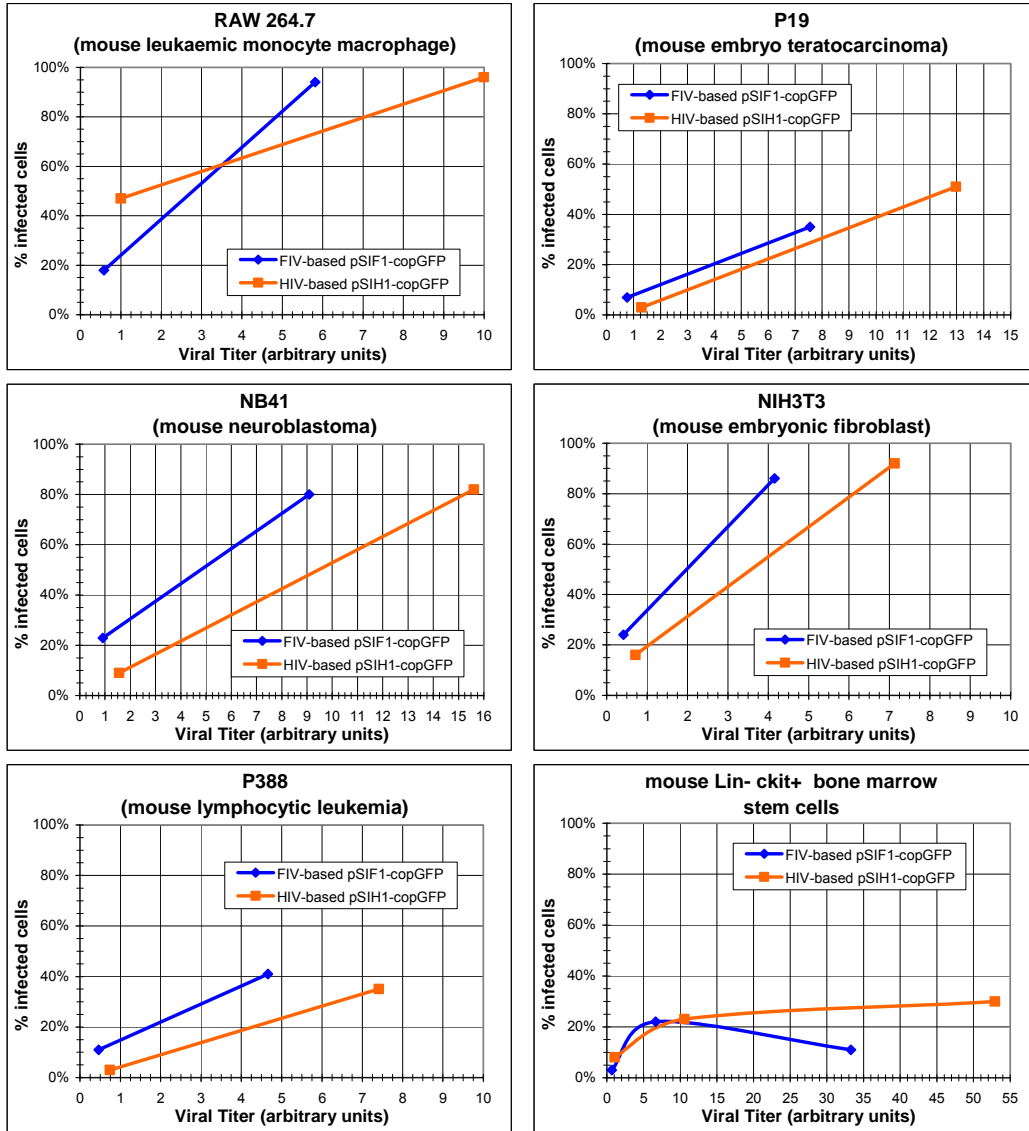 RAW 264.7
(mouse leukaemic monocyte macrophage)
100%
80%
60%
40%
20%
0%
% infected cells
FIV-based pSIF1-copGFP
HIV-based pSIH1-copGFP
0 1 2 3 4 5 6 7 8 9 10
Viral Titer (arbitrary units)
P19
(mouse embryo teratocarcinoma)
100%
80%
60%
40%
20%
0%
% infected cells
FIV-based pSIF1-copGFP
HIV-based pSIH1-copGFP
0 1 2 3 4 5 6 7 8 9 10 11 12 13 14 15
Viral Titer (arbitrary units)
NB41
(mouse neuroblastoma)
100%
80%
60%
40%
20%
0%
% infected cells
FIV-based pSIF1-copGFP
HIV-based pSIH1-copGFP
0 1 2 3 4 5 6 7 8 9 10 11 12 13 14 15 16
Viral Titer (arbitrary units)
NIH3T3
(mouse embryonic fibroblast)
100%
80%
60%
40%
20%
0%
% infected cells
FIV-based pSIF1-copGFP
HIV-based pSIH1-copGFP
0 1 2 3 4 5 6 7 8 9 10
Viral Titer (arbitrary units)
P388
(mouse lymphocytic leukemia)
100%
80%
60%
40%
20%
0%
% infected cells
FIV-based pSIF1-copGFP
HIV-based pSIH1-copGFP
0 1 2 3 4 5 6 7 8 9 10
Viral Titer (arbitrary units)
mouse Lin- ckit+ bone marrow
stem cells
100%
80%
60%
40%
20%
0%
% infected cells
FIV-based pSIF1-copGFP
HIV-based pSIH1-copGFP
0 5 10 15 20 25 30 35 40 45 50 55
Viral Titer (arbitrary units)